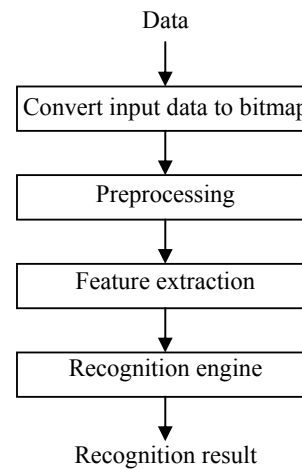 Data
Convert input data to bitmap
Preprocessing
Feature extraction
Recognition engine
Recognition result